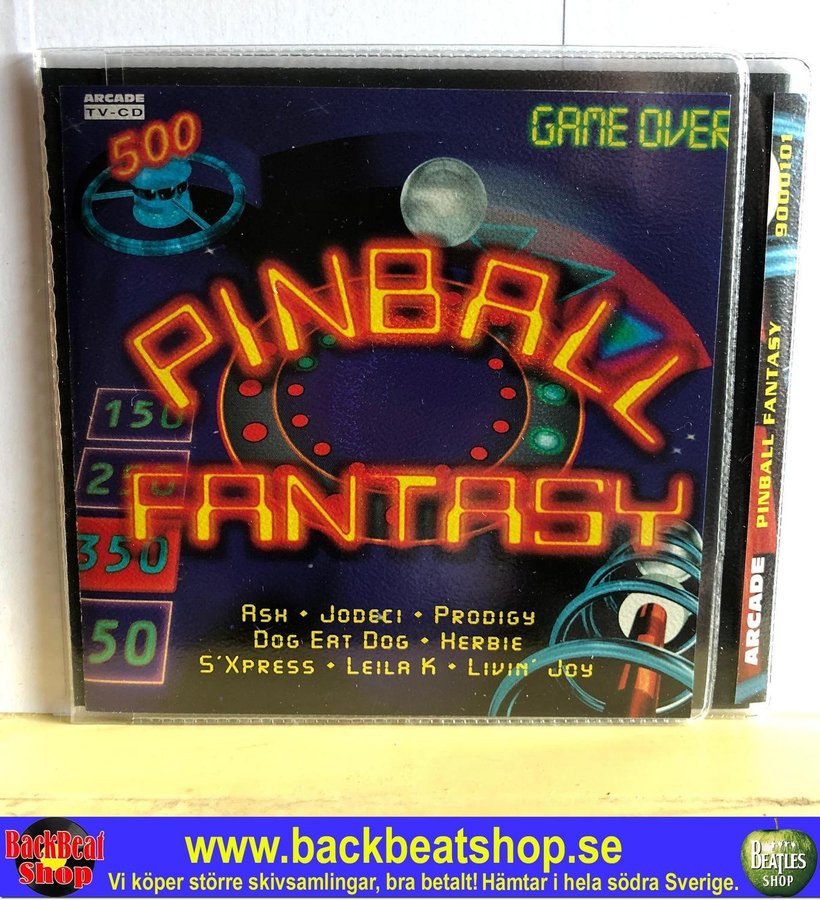 ARCADE
TV-CD
500
GAME OVER
PINBALL
FANTASY
150
250
350
50
ASH • JODECI • PRODIGY
DOG EAT DOG • HERBIE
S'XPRESS • LEILA K • LIVIN' JOY
ARCADE PINBALL FANTASY 9000101
BackBeat
Shop
www.backbeatshop.se
Vi köper större skivsamlingar, bra betalt! Hämtar i hela södra Sverige.
BEATLES
SHOP